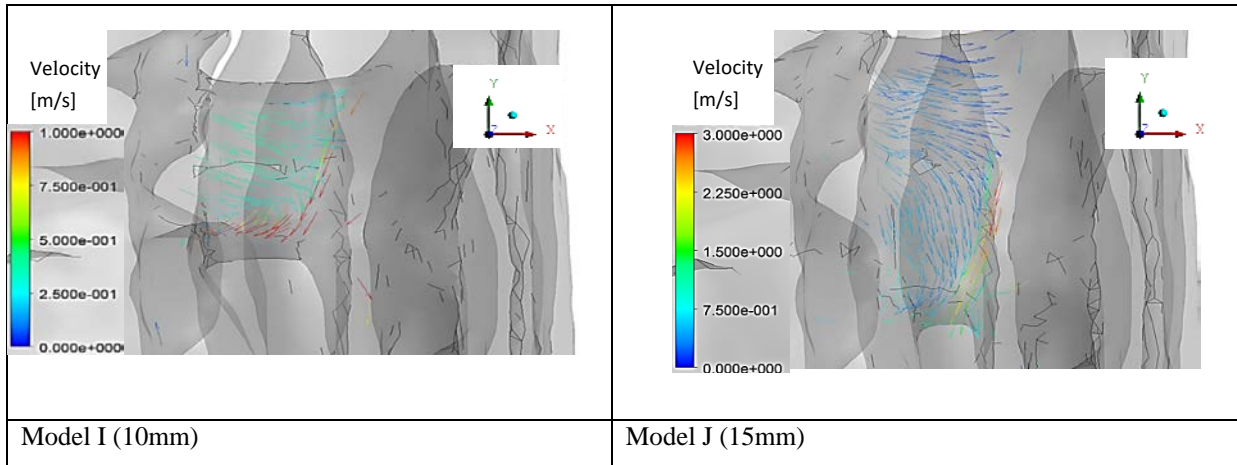 Velocity
[m/s]
1.000e+000
7.500e-001
5.000e-001
2.500e-001
0.000e+000
Y
X
Z
Velocity
[m/s]
3.000e+000
2.250e+000
1.500e+000
7.500e-001
0.000e+000
Y
X
Z
Model I (10mm)
Model J (15mm)